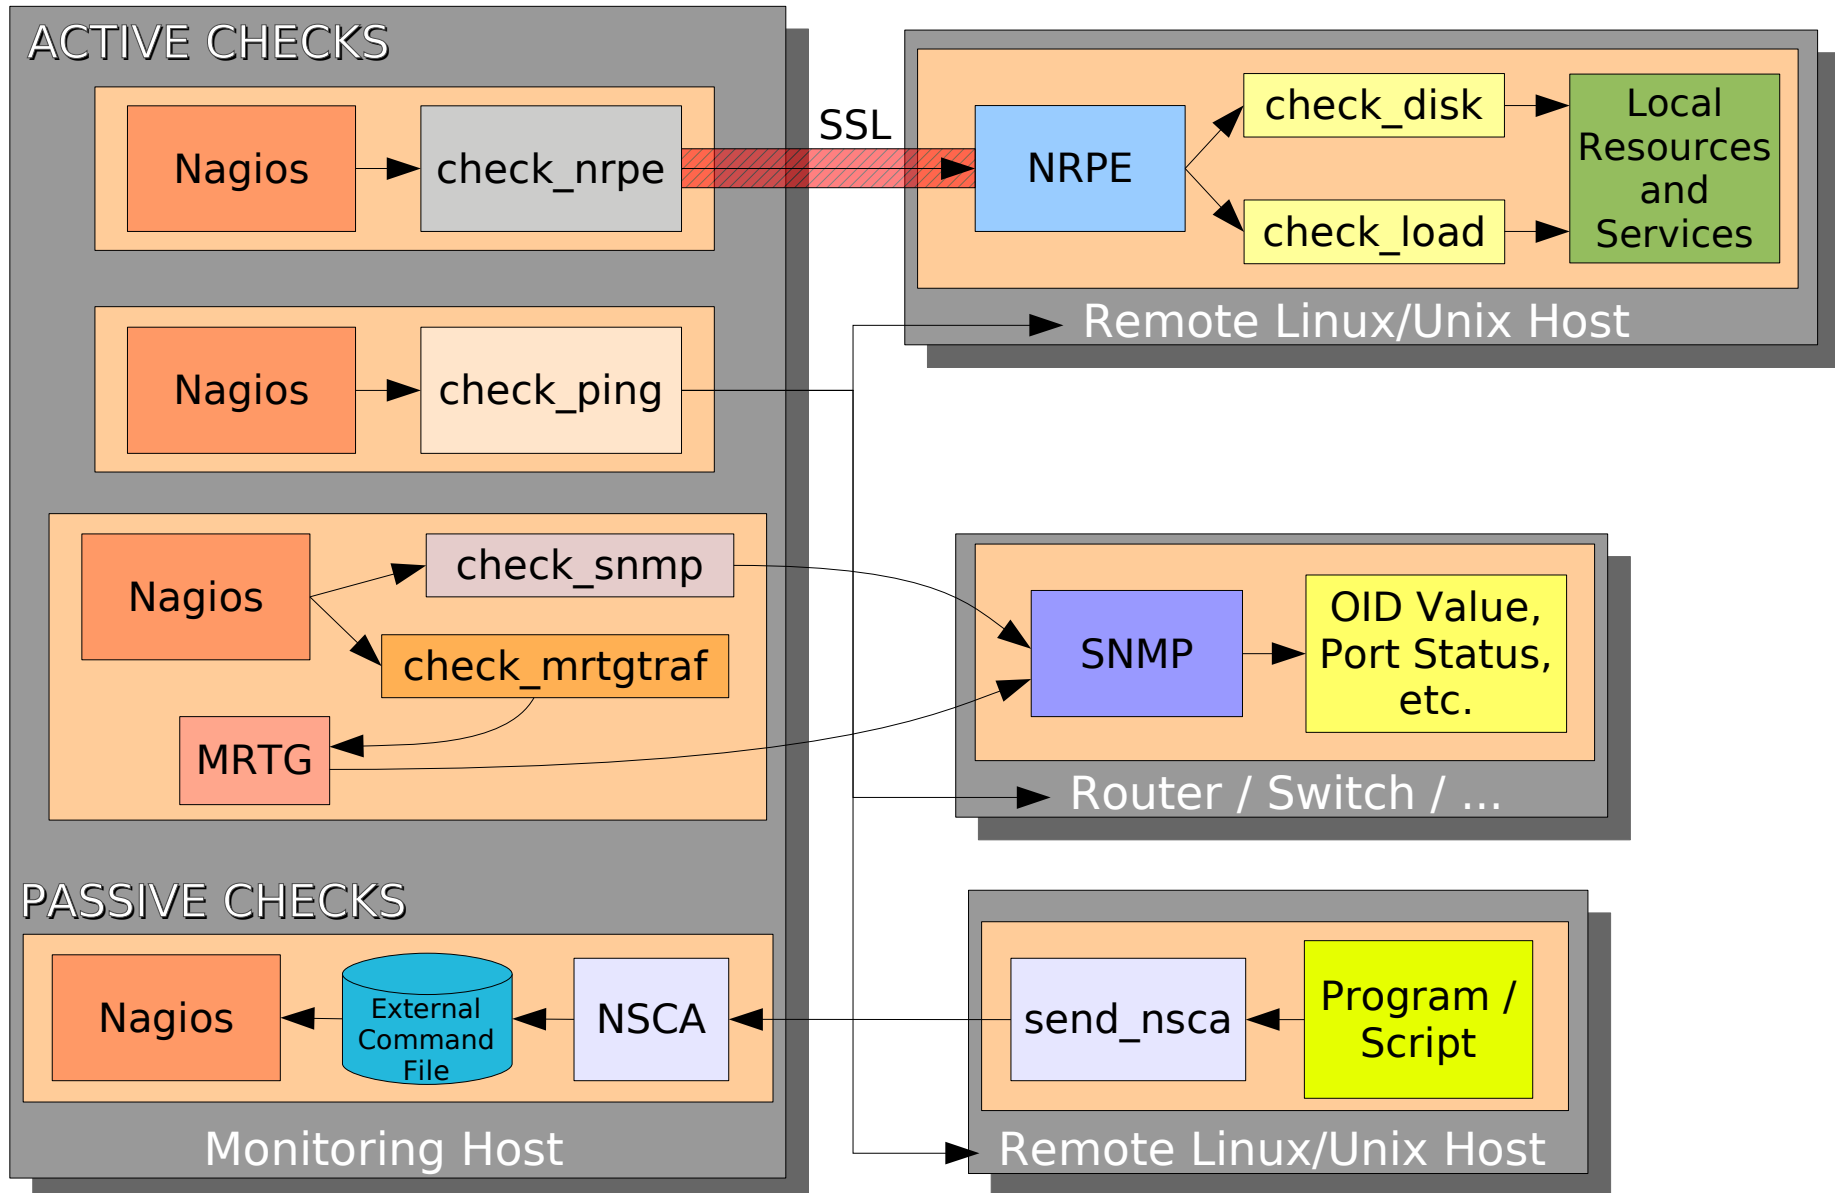 ACTIVE CHECKS
Nagios
check_nrpe
SSL
NRPE
check_disk
check_load
Local
Resources
and
Services
Remote Linux/Unix Host
Nagios
check_ping
Nagios
check_snmp
check_mrtgtraf
MRTG
SNMP
OID Value,
Port Status,
etc.
Router / Switch / ...
PASSIVE CHECKS
Nagios
External
Command
File
NSCA
send_nsca
Program /
Script
Monitoring Host
Remote Linux/Unix Host